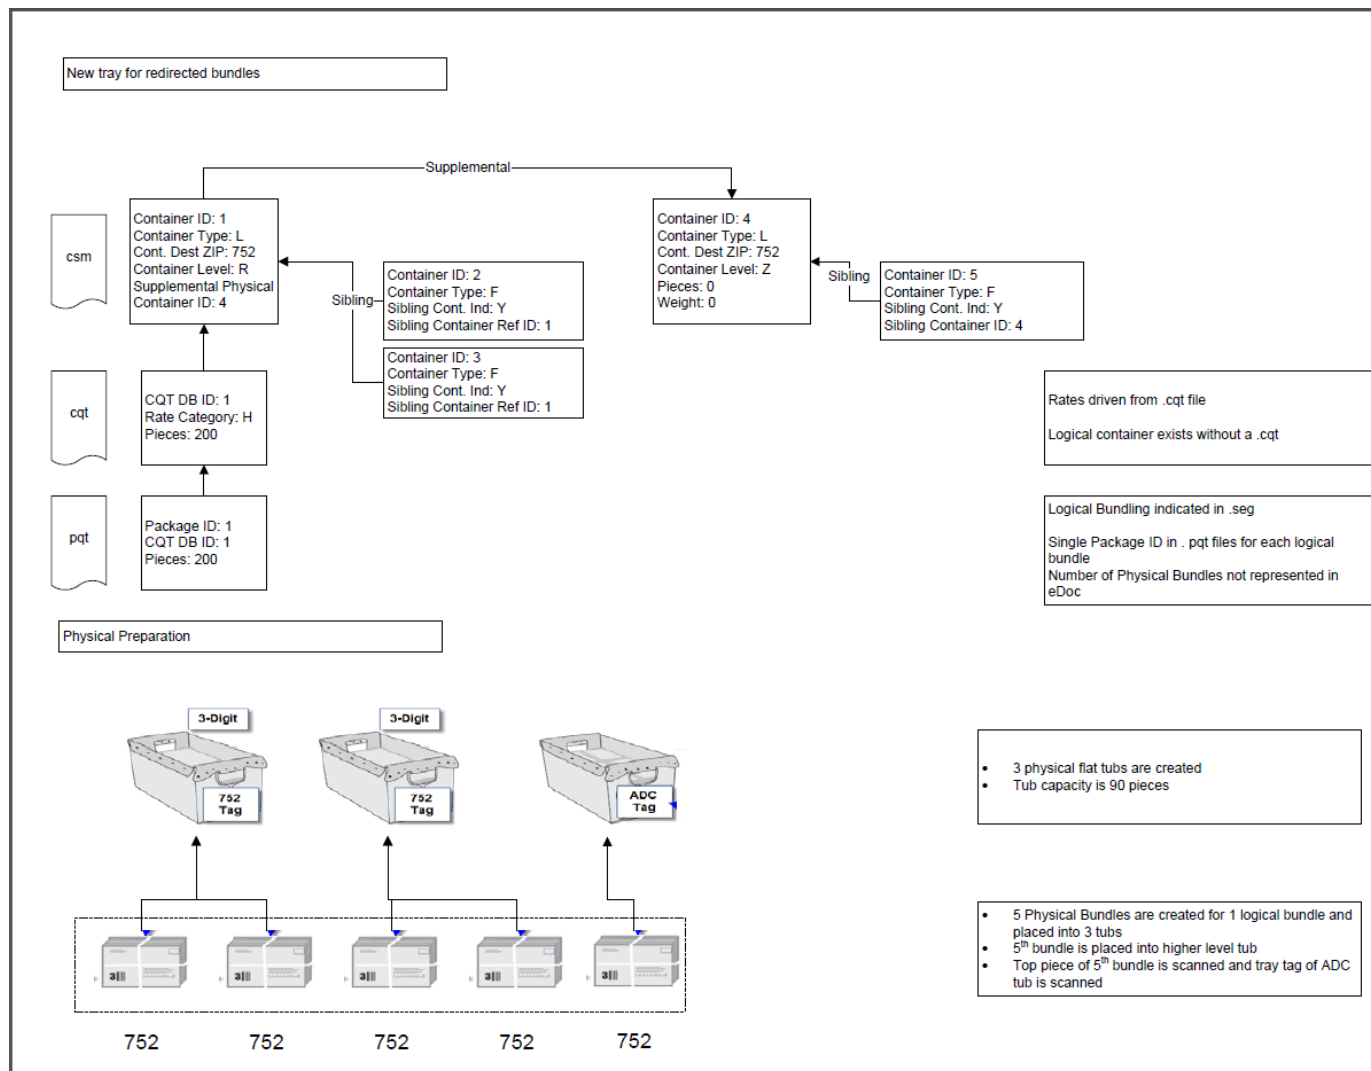 New tray for redirected bundles
Supplemental
csm
Container ID: 1
Container Type: L
Cont. Dest ZIP: 752
Container Level: R
Supplemental Physical
Container ID: 4
Sibling
Container ID: 2
Container Type: F
Sibling Cont. Ind: Y
Sibling Container Ref ID: 1
Container ID: 3
Container Type: F
Sibling Cont. Ind: Y
Sibling Container Ref ID: 1
Container ID: 4
Container Type: L
Cont. Dest ZIP: 752
Container Level: Z
Pieces: 0
Weight: 0
Sibling
Container ID: 5
Container Type: F
Sibling Cont. Ind: Y
Sibling Container ID: 4
cqt
CQT DB ID: 1
Rate Category: H
Pieces: 200
Rates driven from .cqt file
Logical container exists without a .cqt
pqt
Package ID: 1
CQT DB ID: 1
Pieces: 200
Logical Bundling indicated in .seg
Single Package ID in . pqt files for each logical
bundle
Number of Physical Bundles not represented in
eDoc
Physical Preparation
3-Digit
752
Tag
3-Digit
752
Tag
ADC
Tag
• 3 physical flat tubs are created
• Tub capacity is 90 pieces
3
3
3
3
3
• 5 Physical Bundles are created for 1 logical bundle and
placed into 3 tubs
• 5th bundle is placed into higher level tub
• Top piece of 5th bundle is scanned and tray tag of ADC
tub is scanned
752
752
752
752
752